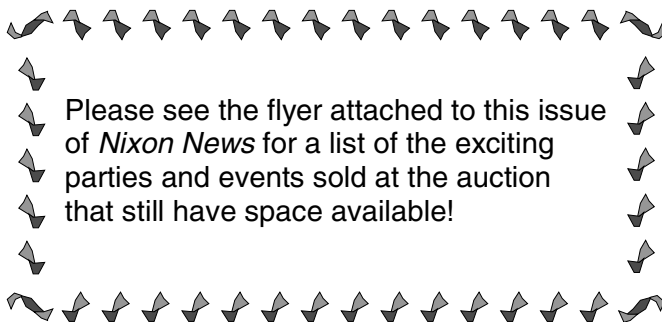 Please see the flyer attached to this issue
of Nixon News for a list of the exciting
parties and events sold at the auction
that still have space available!